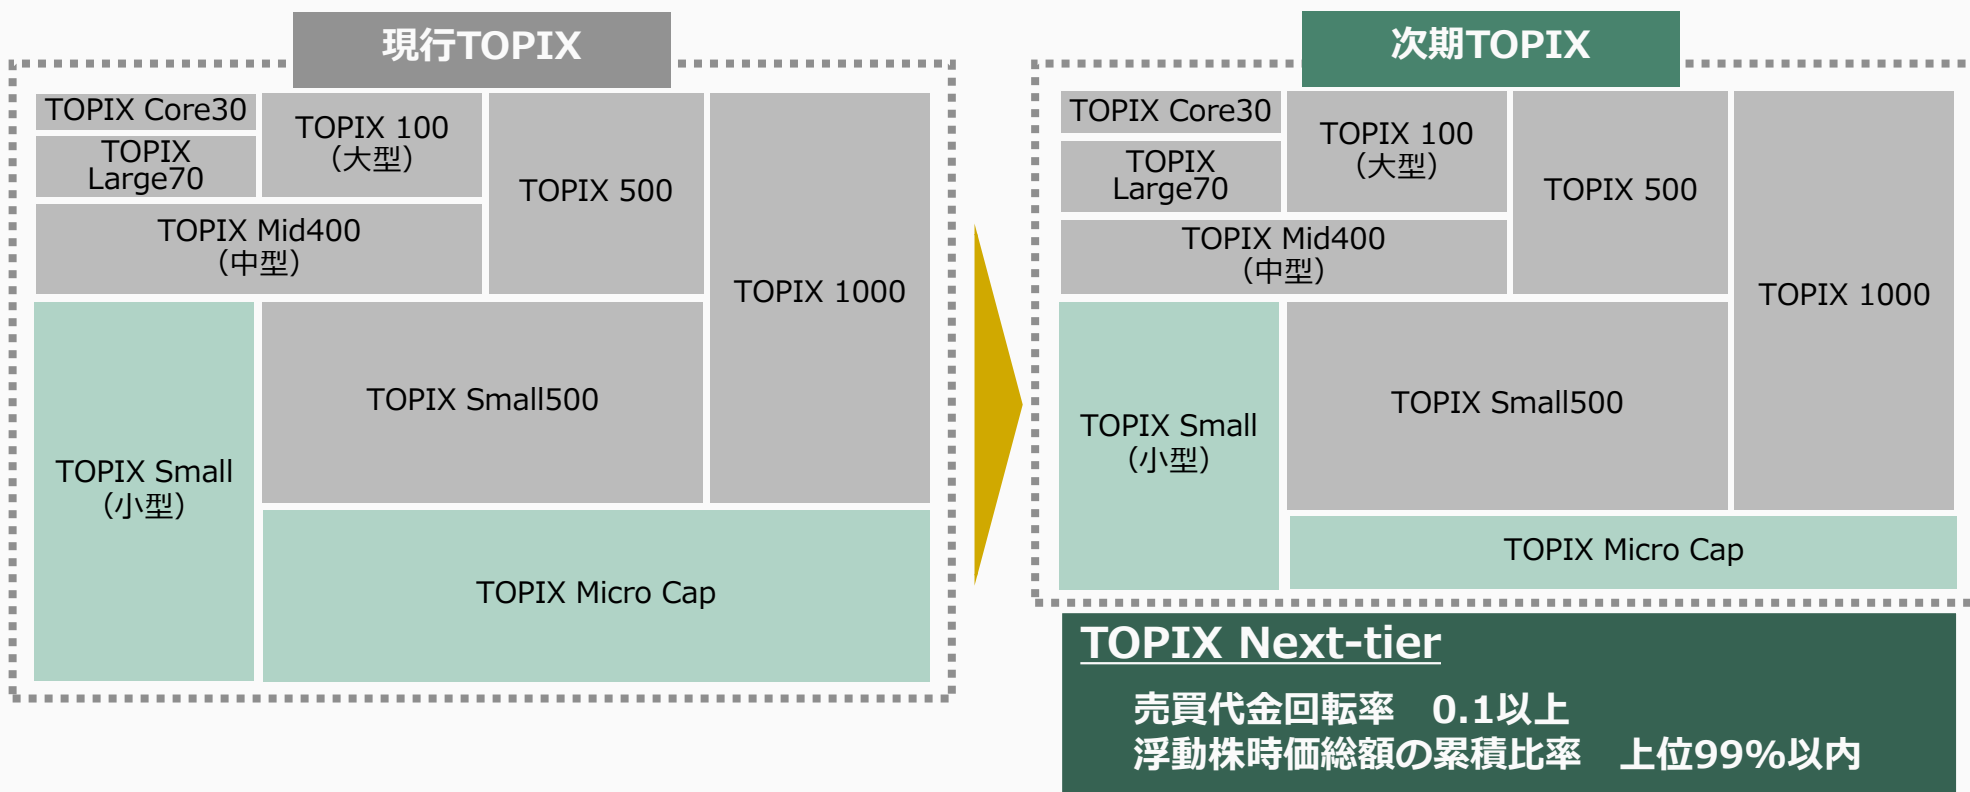 現行TOPIX
TOPIX Core30
TOPIX
Large70
TOPIX 100
（大型）
TOPIX Mid400
（中型）
TOPIX 500
TOPIX 1000
TOPIX Small
（小型）
TOPIX Small500
TOPIX Micro Cap
次期TOPIX
TOPIX Core30
TOPIX
Large70
TOPIX 100
（大型）
TOPIX Mid400
（中型）
TOPIX 500
TOPIX 1000
TOPIX Small
（小型）
TOPIX Small500
TOPIX Micro Cap
TOPIX Next-tier
売買代金回転率　0.1以上
浮動株時価総額の累積比率　上位99%以内